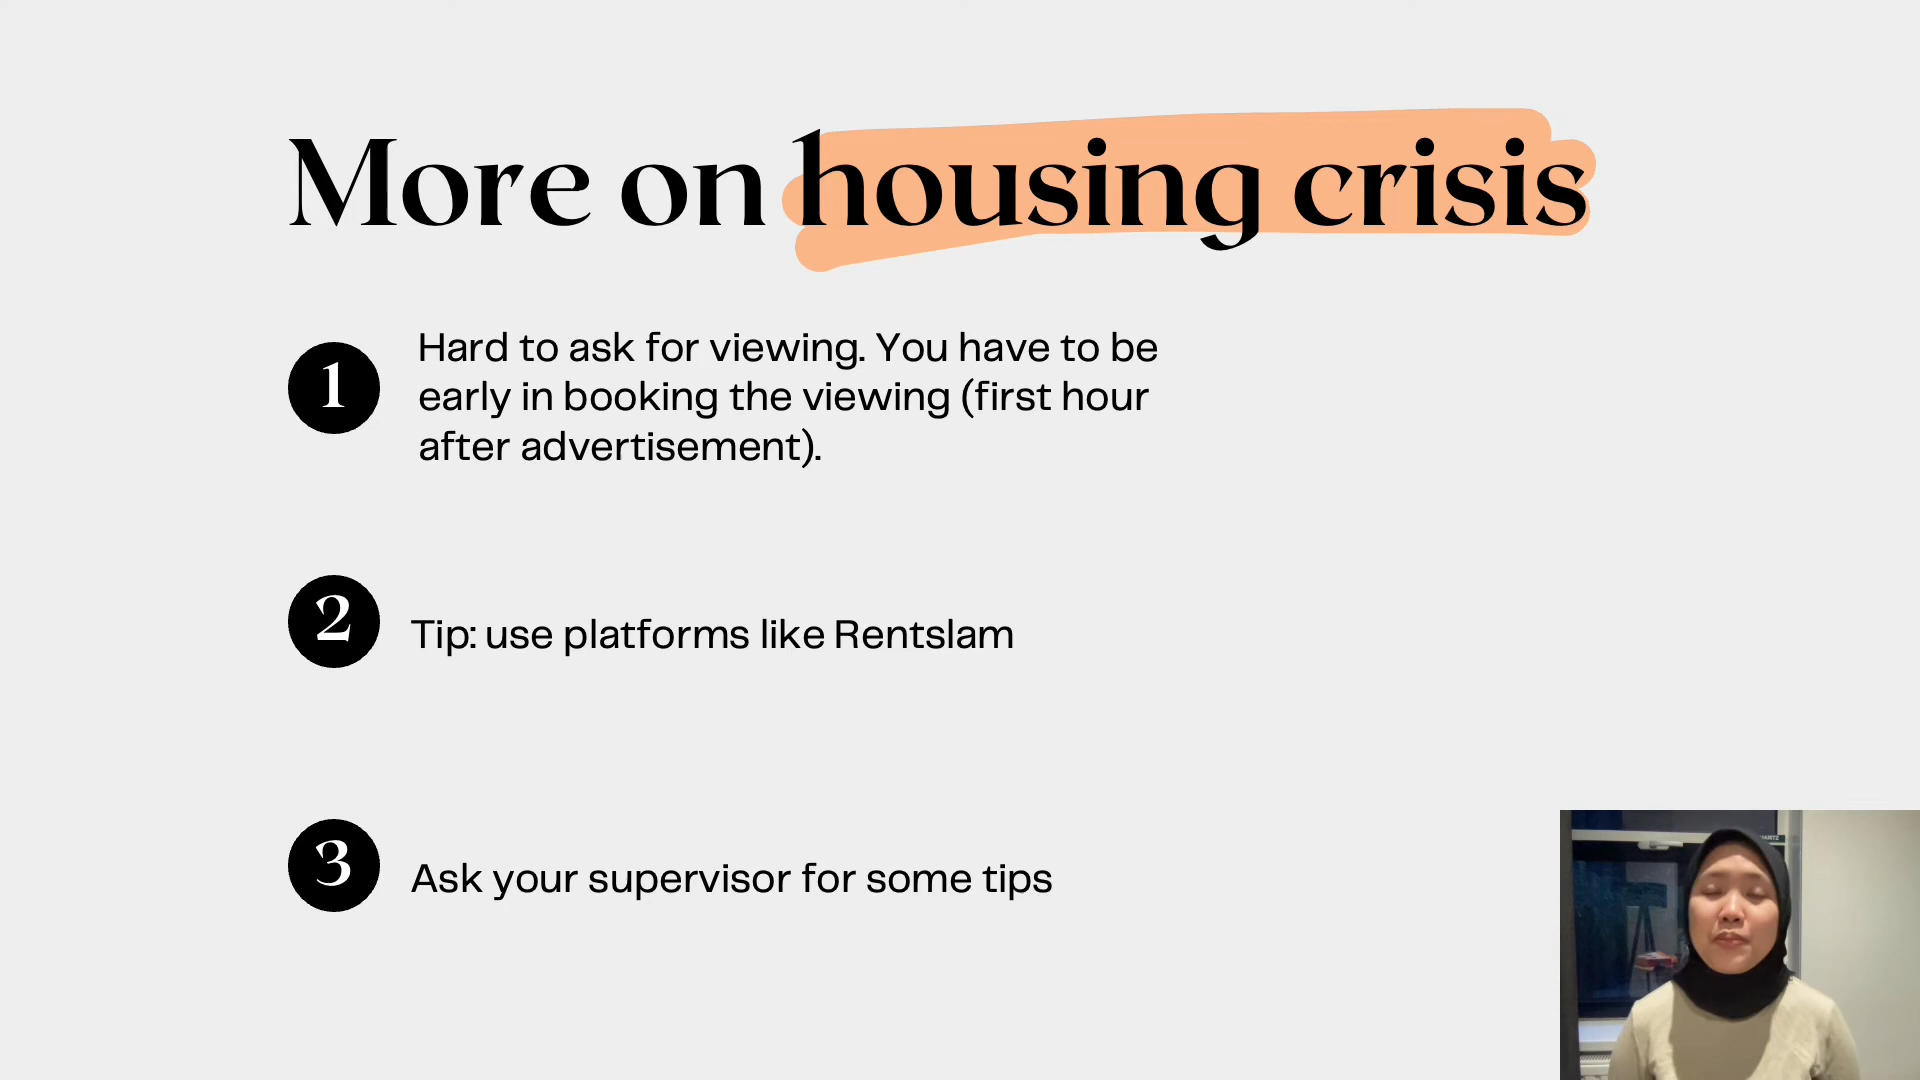 More on housing crisis
1
Hard to ask for viewing. You have to be
early in booking the viewing (first hour
after advertisement).
2
Tip: use platforms like Rentslam
3
Ask your supervisor for some tips